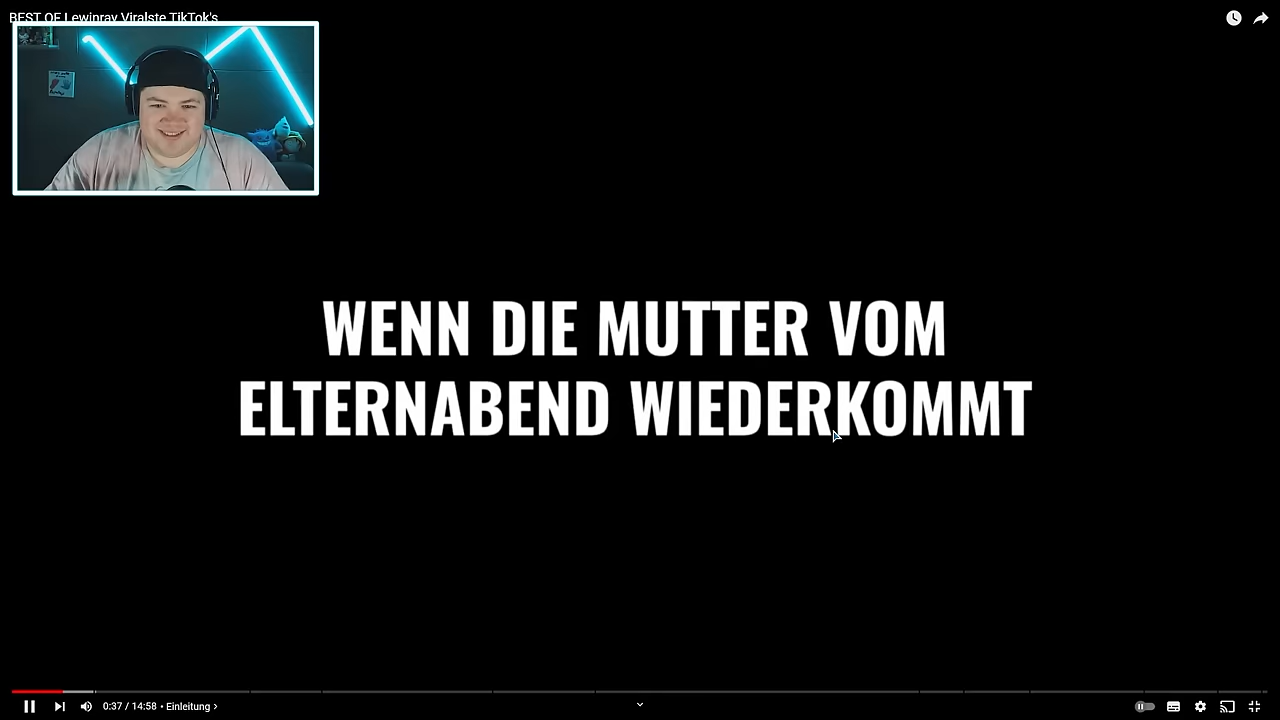 BEST OF Lewinray Viralste TikTok's
WENN DIE MUTTER VOM
ELTERNABEND WIEDERKOMMT
0:37 / 14:58 • Einleitung ›